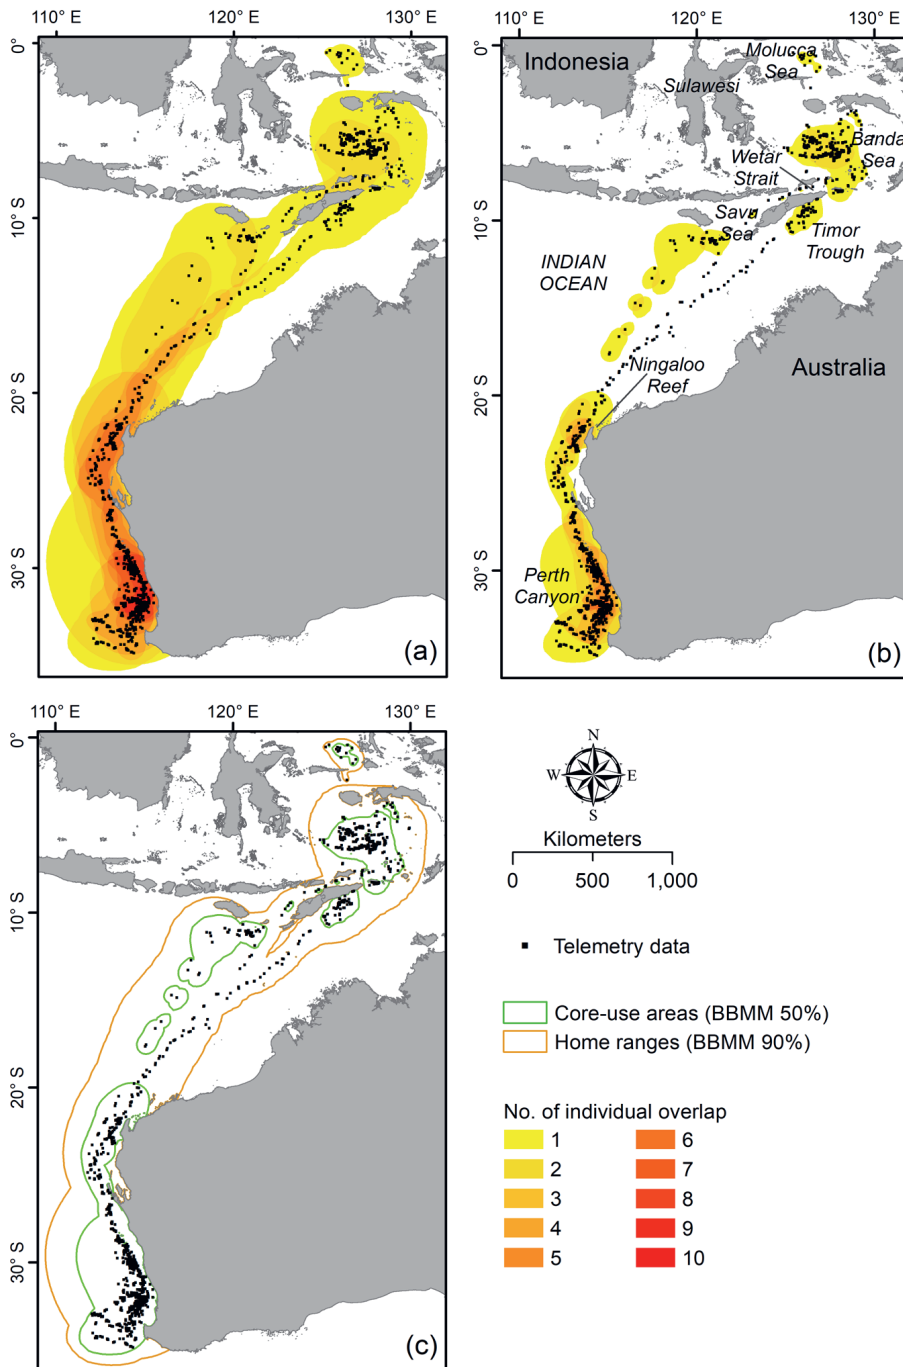 110° E
120° E
130° E
0°
10° S
20° S
30° S
(a)
110° E
120° E
130° E
0°
10° S
20° S
30° S
Indonesia
Molucca
Sea
Sulawesi
Banda
Sea
Wetar
Strait
Savu
Sea
Timor
Trough
INDIAN
OCEAN
Ningaloo
Reef
Australia
Perth
Canyon
(b)
110° E
120° E
130° E
0°
10° S
20° S
30° S
(c)
N
W
E
S
Kilometers
0 500 1,000
Telemetry data
Core-use areas (BBMM 50%)
Home ranges (BBMM 90%)
No. of individual overlap
1
2
3
4
5
6
7
8
9
10